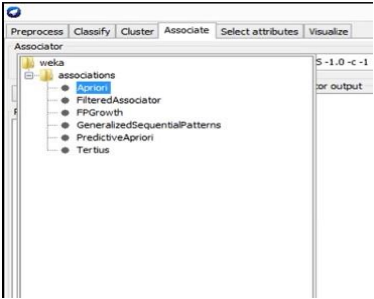 Preprocess Classify Cluster Associate Select attributes Visualize
Associator
weka
S -1.0 -c -1
associations
Apriori
or output
FilteredAssociator
FPGrowth
GeneralizedSequentialPatterns
PredictiveApriori
Tertius